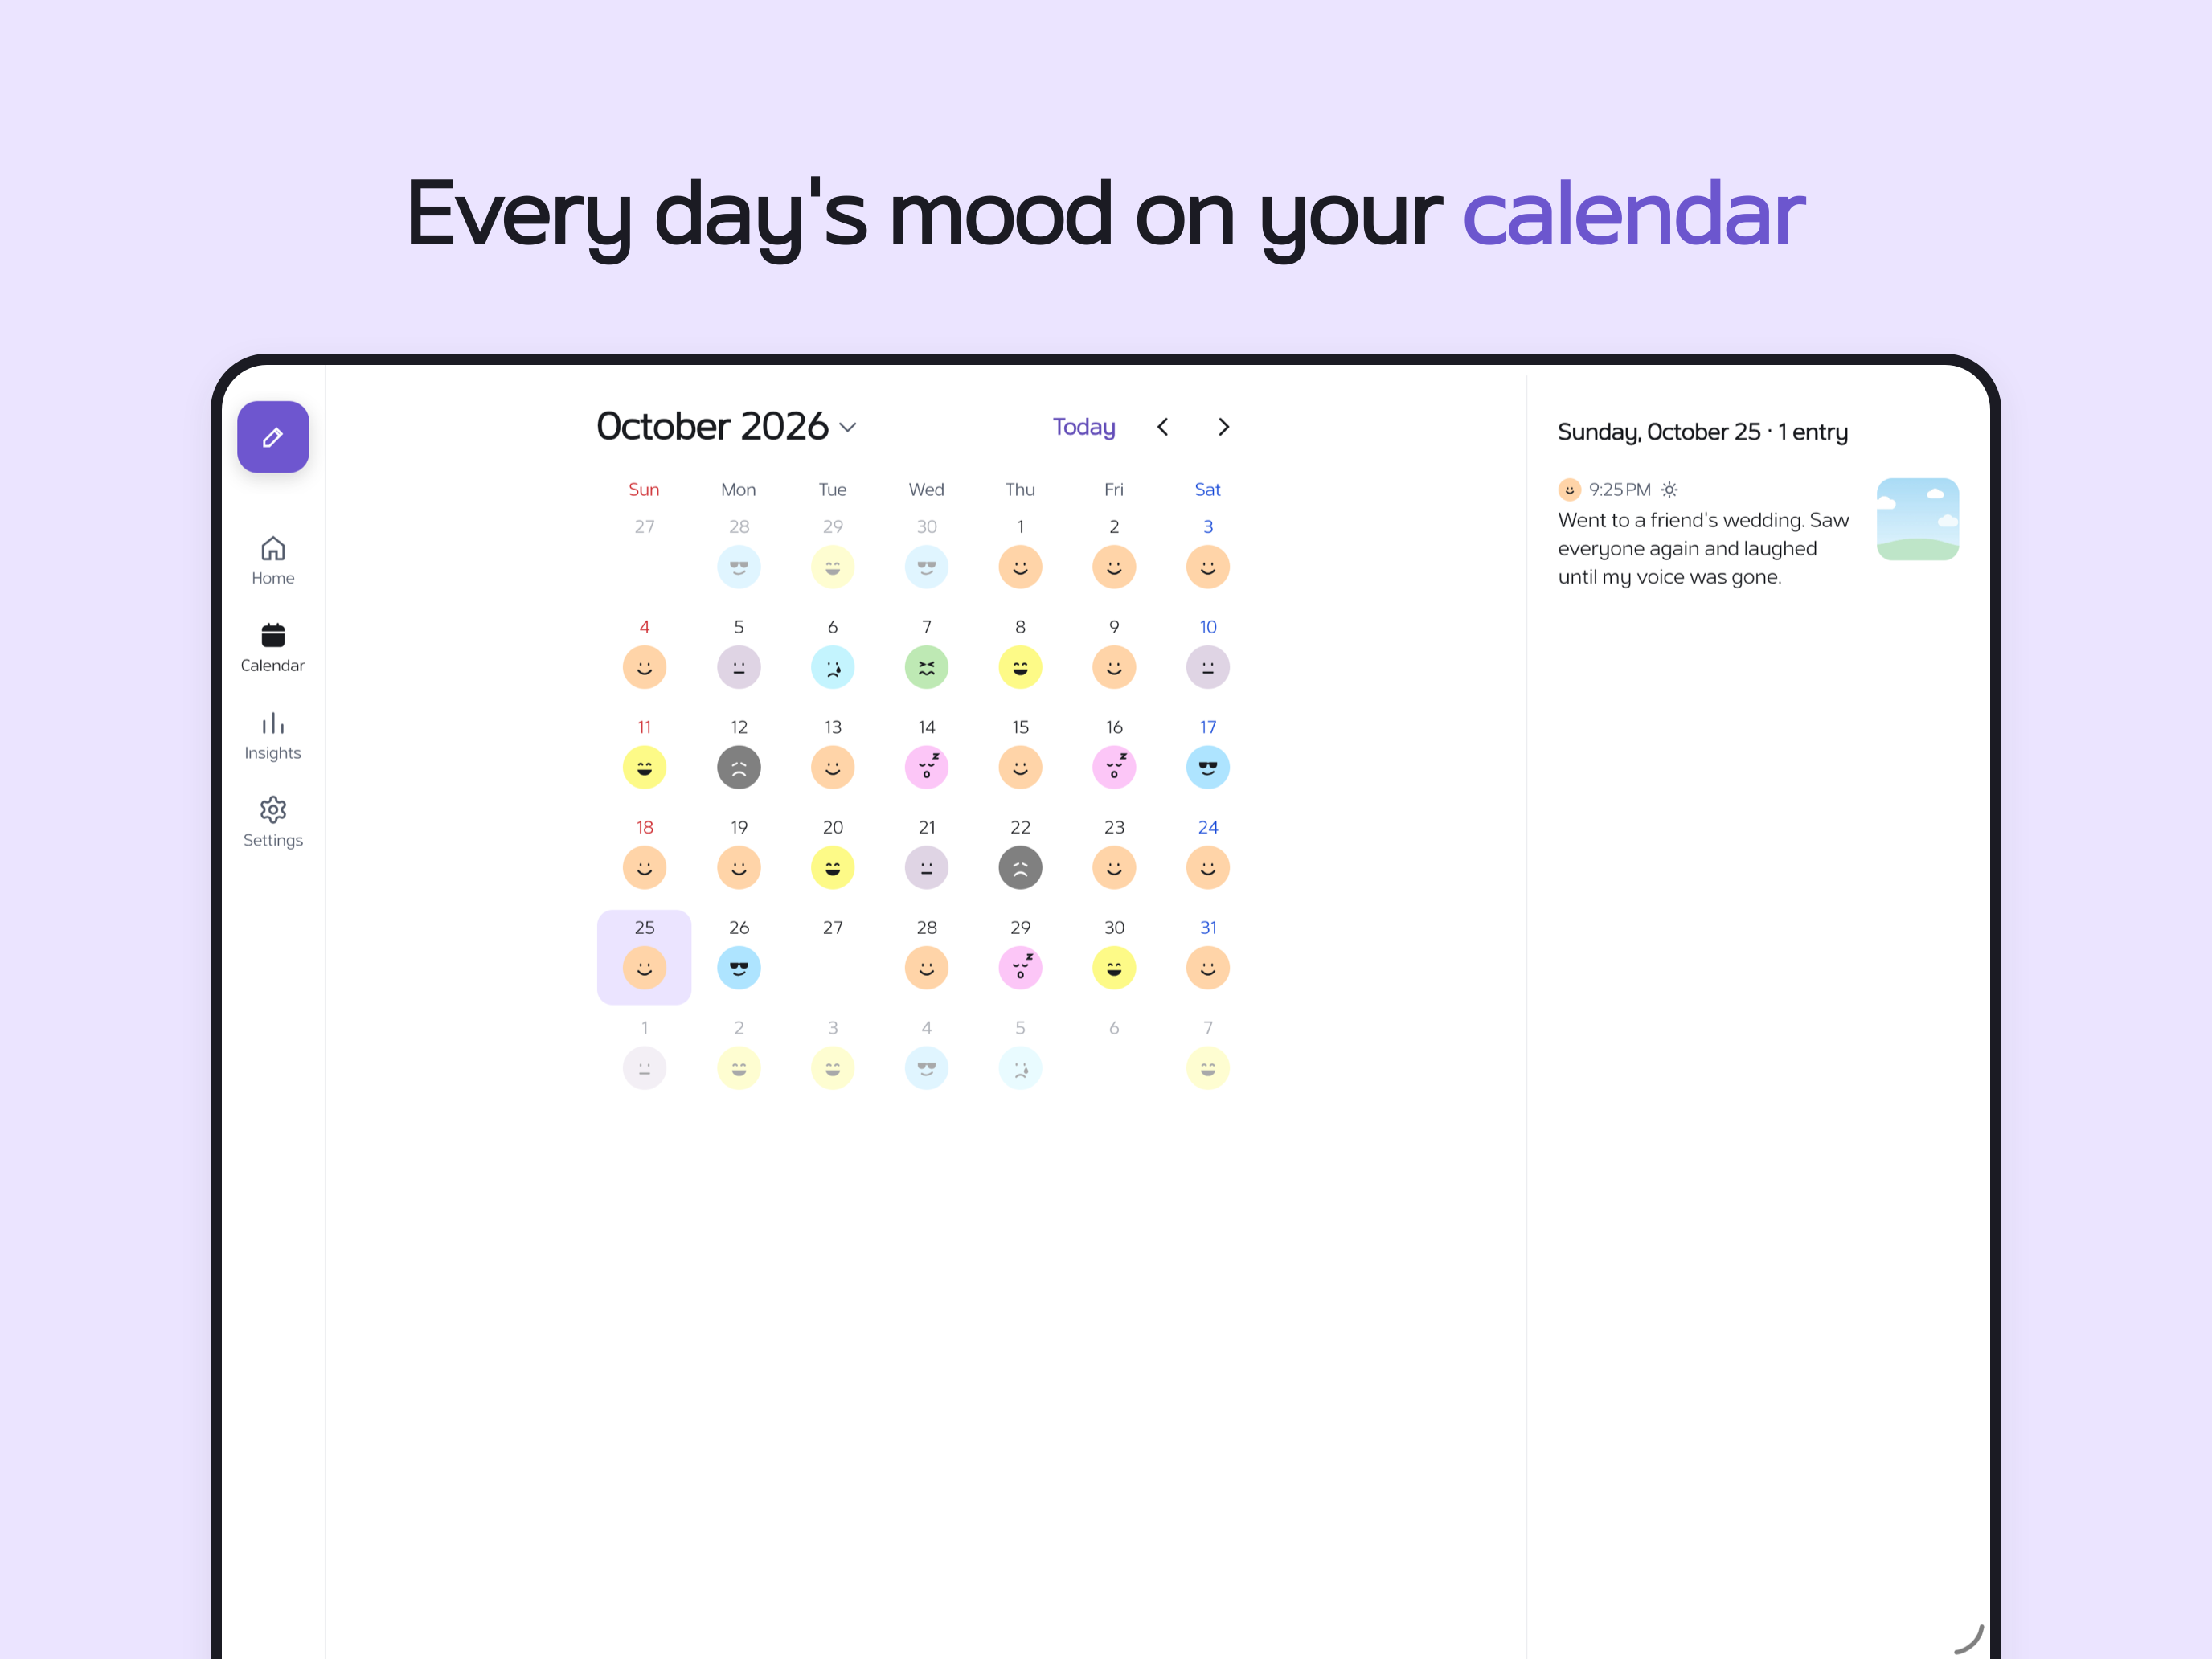 Every day's mood on your calendar
Home
Calendar
Insights
Settings
October 2026
Today
Sun Mon Tue Wed Thu Fri Sat
27 28 29 30 1 2 3
4 5 6 7 8 9 10
11 12 13 14 15 16 17
18 19 20 21 22 23 24
25 26 27 28 29 30 31
1 2 3 4 5 6 7
Sunday, October 25 · 1 entry
9:25 PM
Went to a friend's wedding. Saw
everyone again and laughed
until my voice was gone.